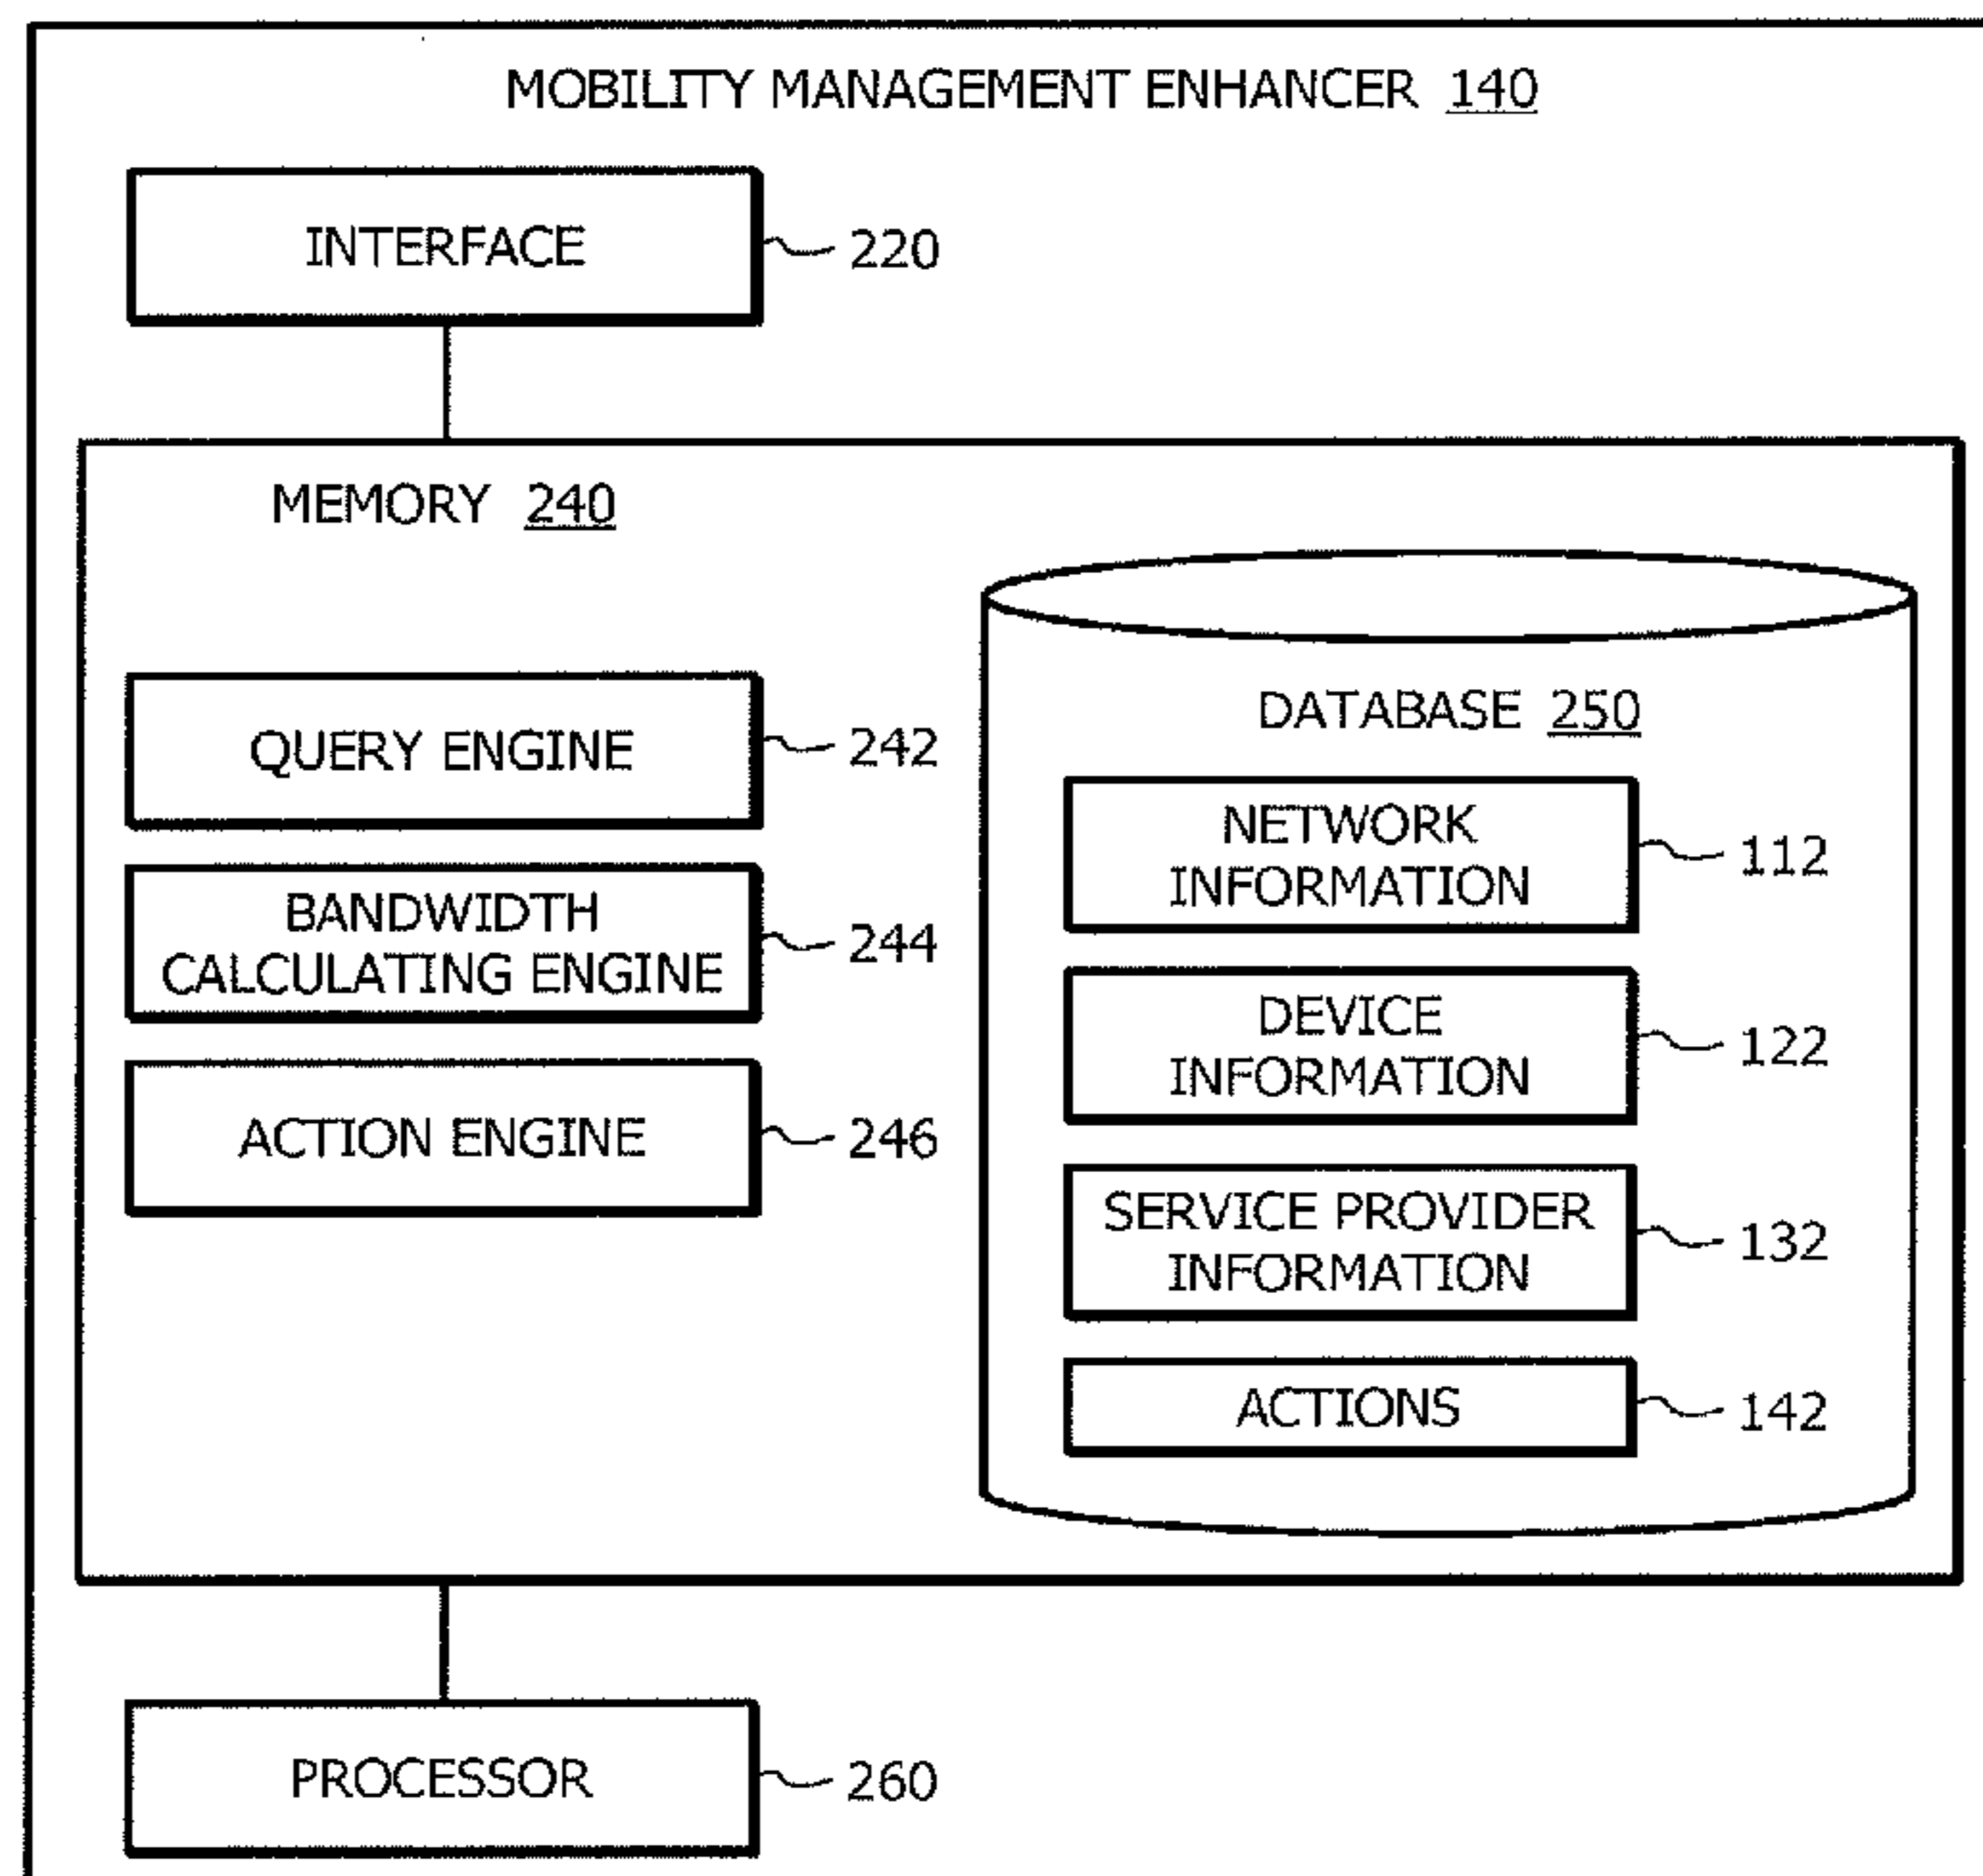 MOBILITY MANAGEMENT ENHANCER 140
INTERFACE
220
MEMORY 240
QUERY ENGINE
242
BANDWIDTH
CALCULATING ENGINE
244
ACTION ENGINE
246
DATABASE 250
NETWORK
INFORMATION
112
DEVICE
INFORMATION
122
SERVICE PROVIDER
INFORMATION
132
ACTIONS
142
PROCESSOR
260